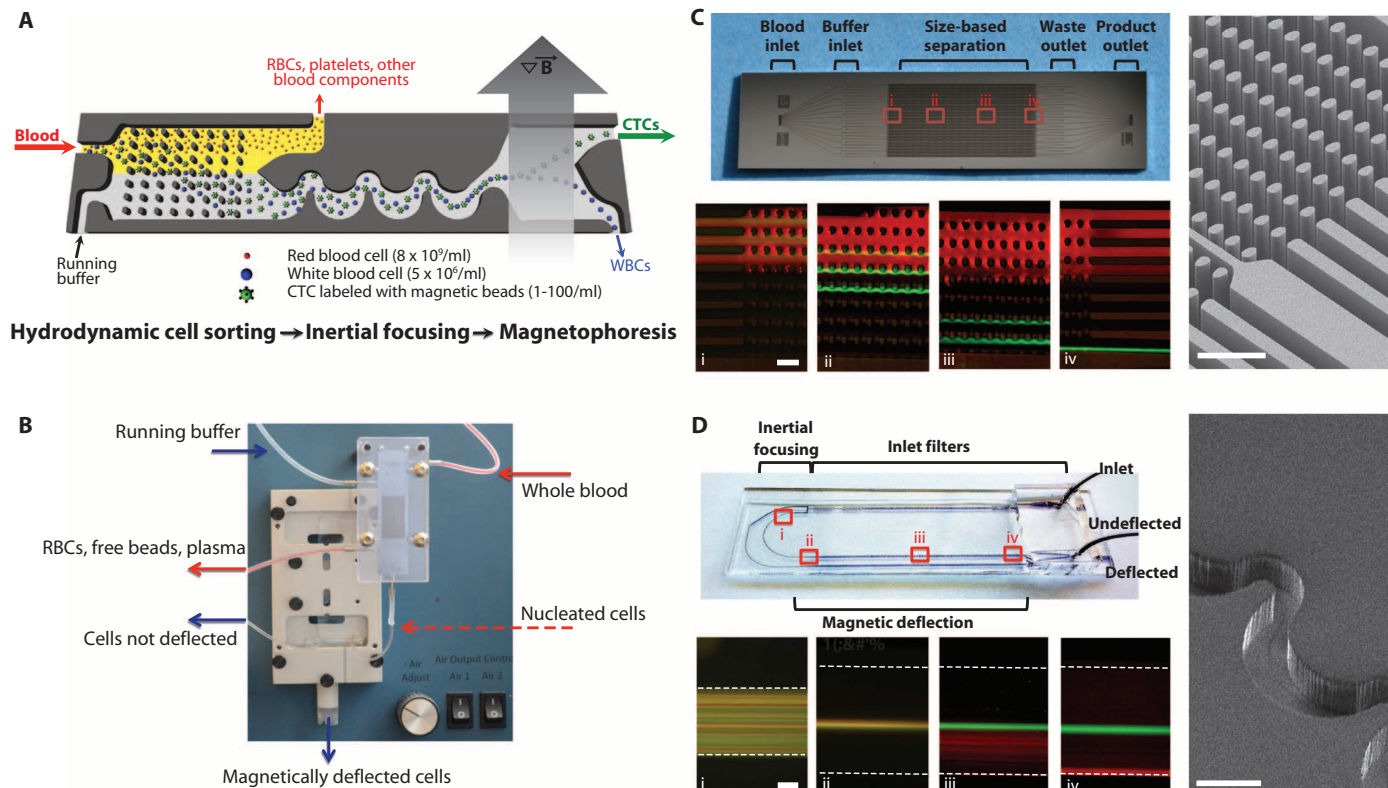 A
RBCs, platelets, other
blood components
▽B
Blood
CTCs
Running
buffer
WBCs
Red blood cell (8 x 10⁹/ml)
White blood cell (5 x 10⁶/ml)
CTC labeled with magnetic beads (1-100/ml)
Hydrodynamic cell sorting → Inertial focusing → Magnetophoresis
B
Running buffer
Whole blood
RBCs, free beads, plasma
Nucleated cells
Cells not deflected
Air
Adjust
Air Output Control
Air 1 Air 2
Magnetically deflected cells
C
Blood
inlet
Buffer
inlet
Size-based
separation
Waste
outlet
Product
outlet
i ii iii iv
i ii iii iv
D
Inertial
focusing
Inlet filters
Inlet
Undeflected
Deflected
i ii iii iv
Magnetic deflection
i ii iii iv